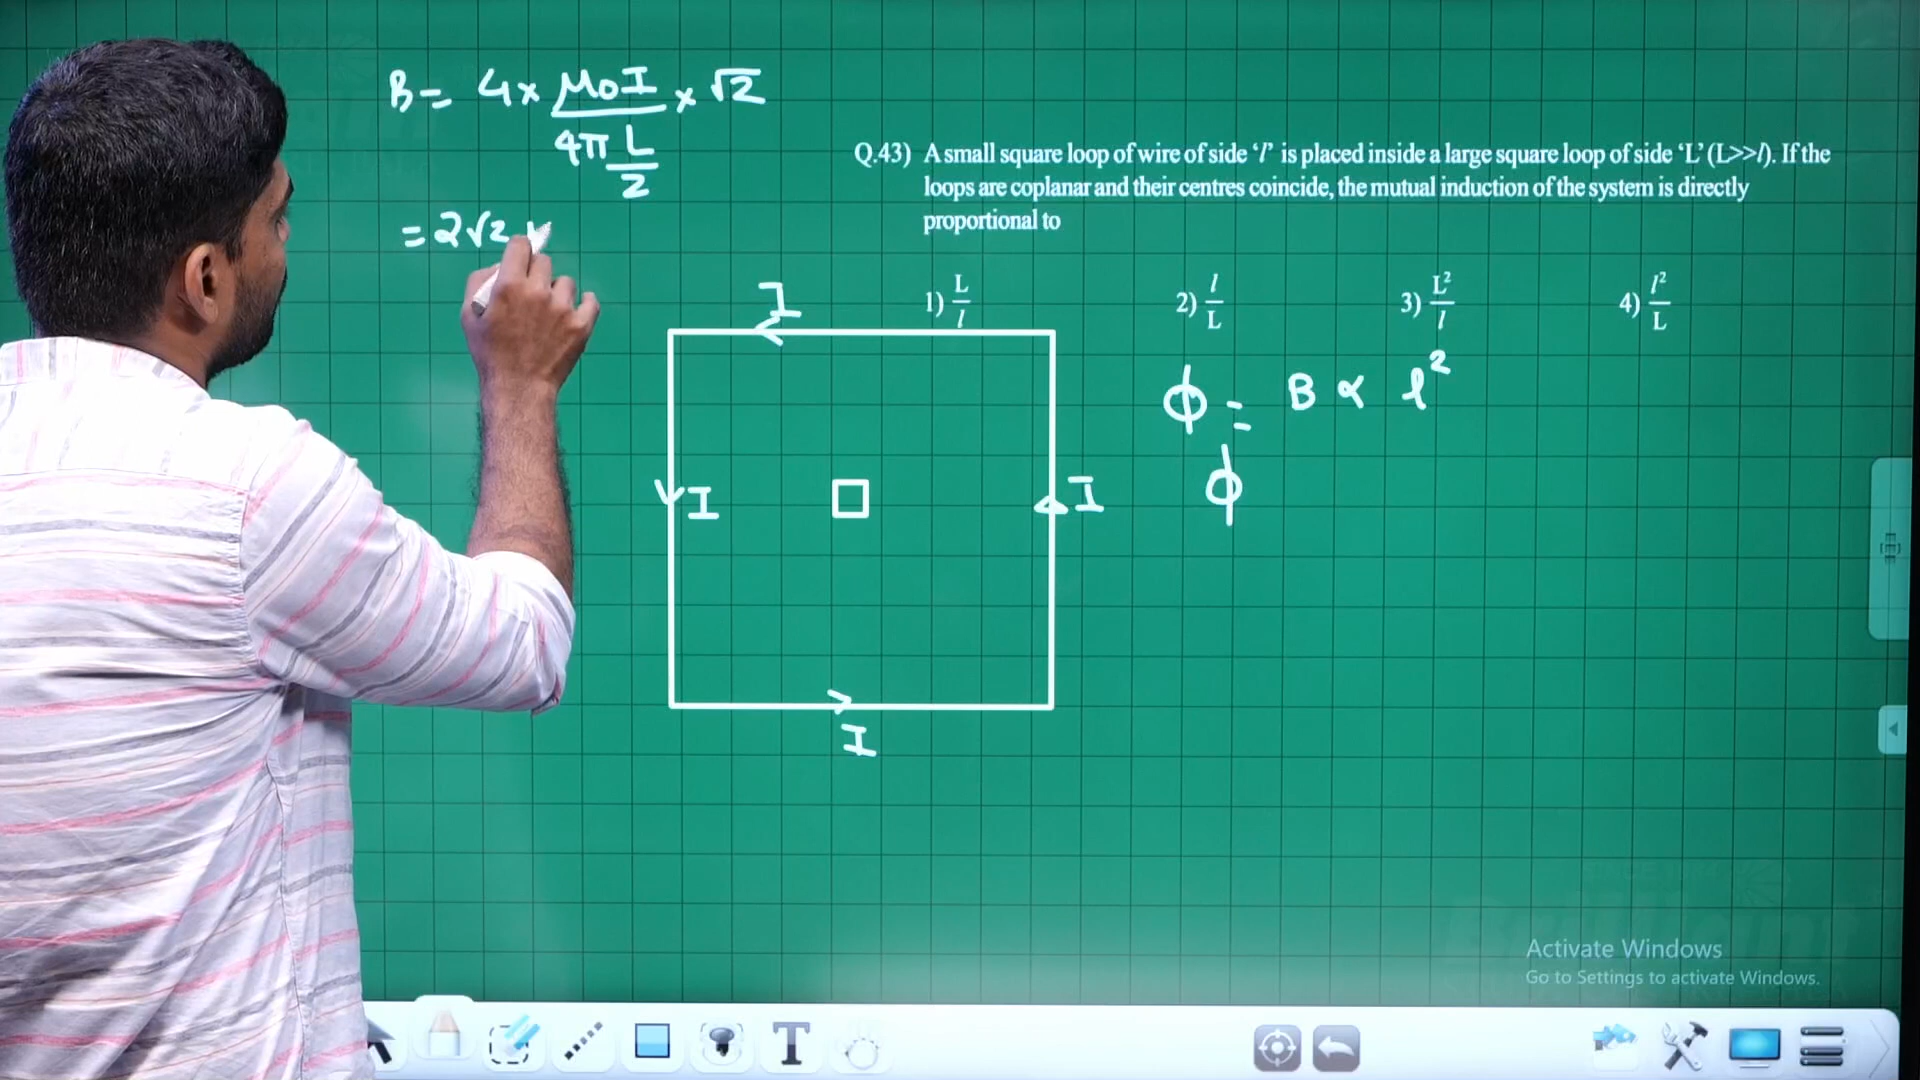 B = 4 × μ₀I / 4π L/2 × √2
= 2√2
Q.43) A small square loop of wire of side ‘l’ is placed inside a large square loop of side ‘L’ (L>>l). If the
loops are coplanar and their centres coincide, the mutual induction of the system is directly
proportional to
1) L/l 2) l/L 3) L²/l 4) l²/L
I
ϕ = B ∝ l²
I I
ϕ
I
Activate Windows
Go to Settings to activate Windows.
T